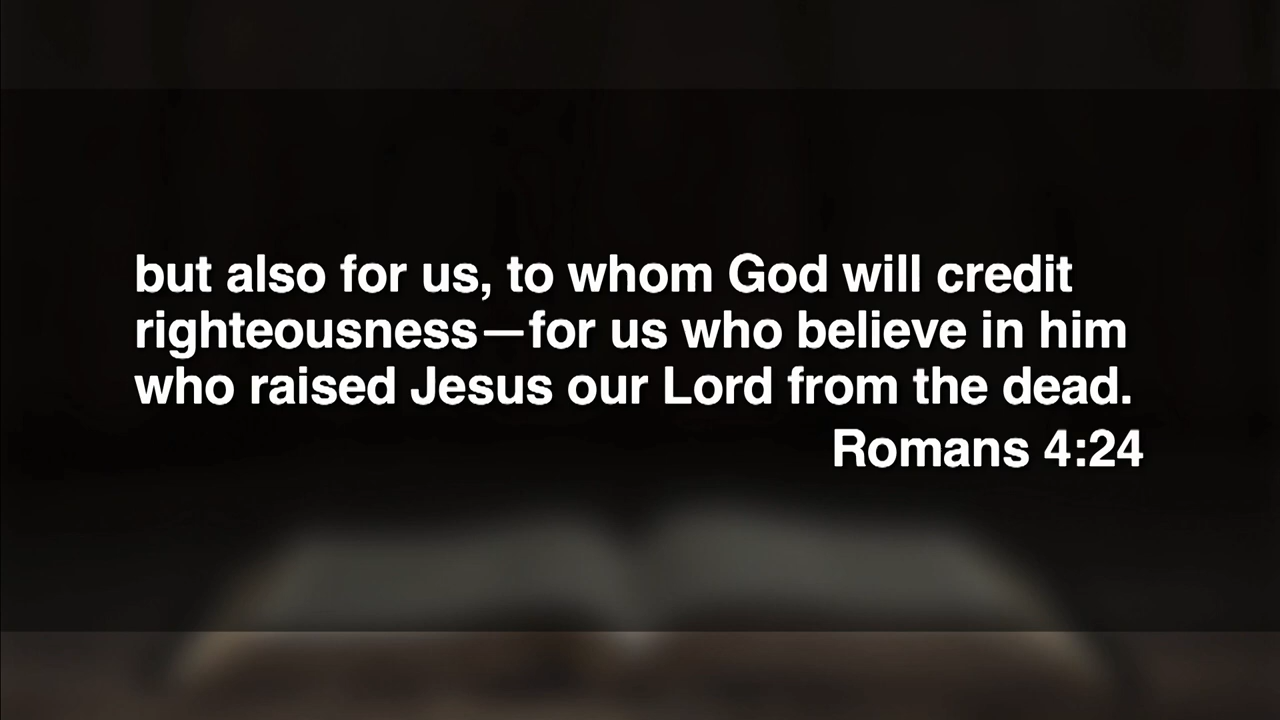 but also for us, to whom God will credit
righteousness—for us who believe in him
who raised Jesus our Lord from the dead.
Romans 4:24